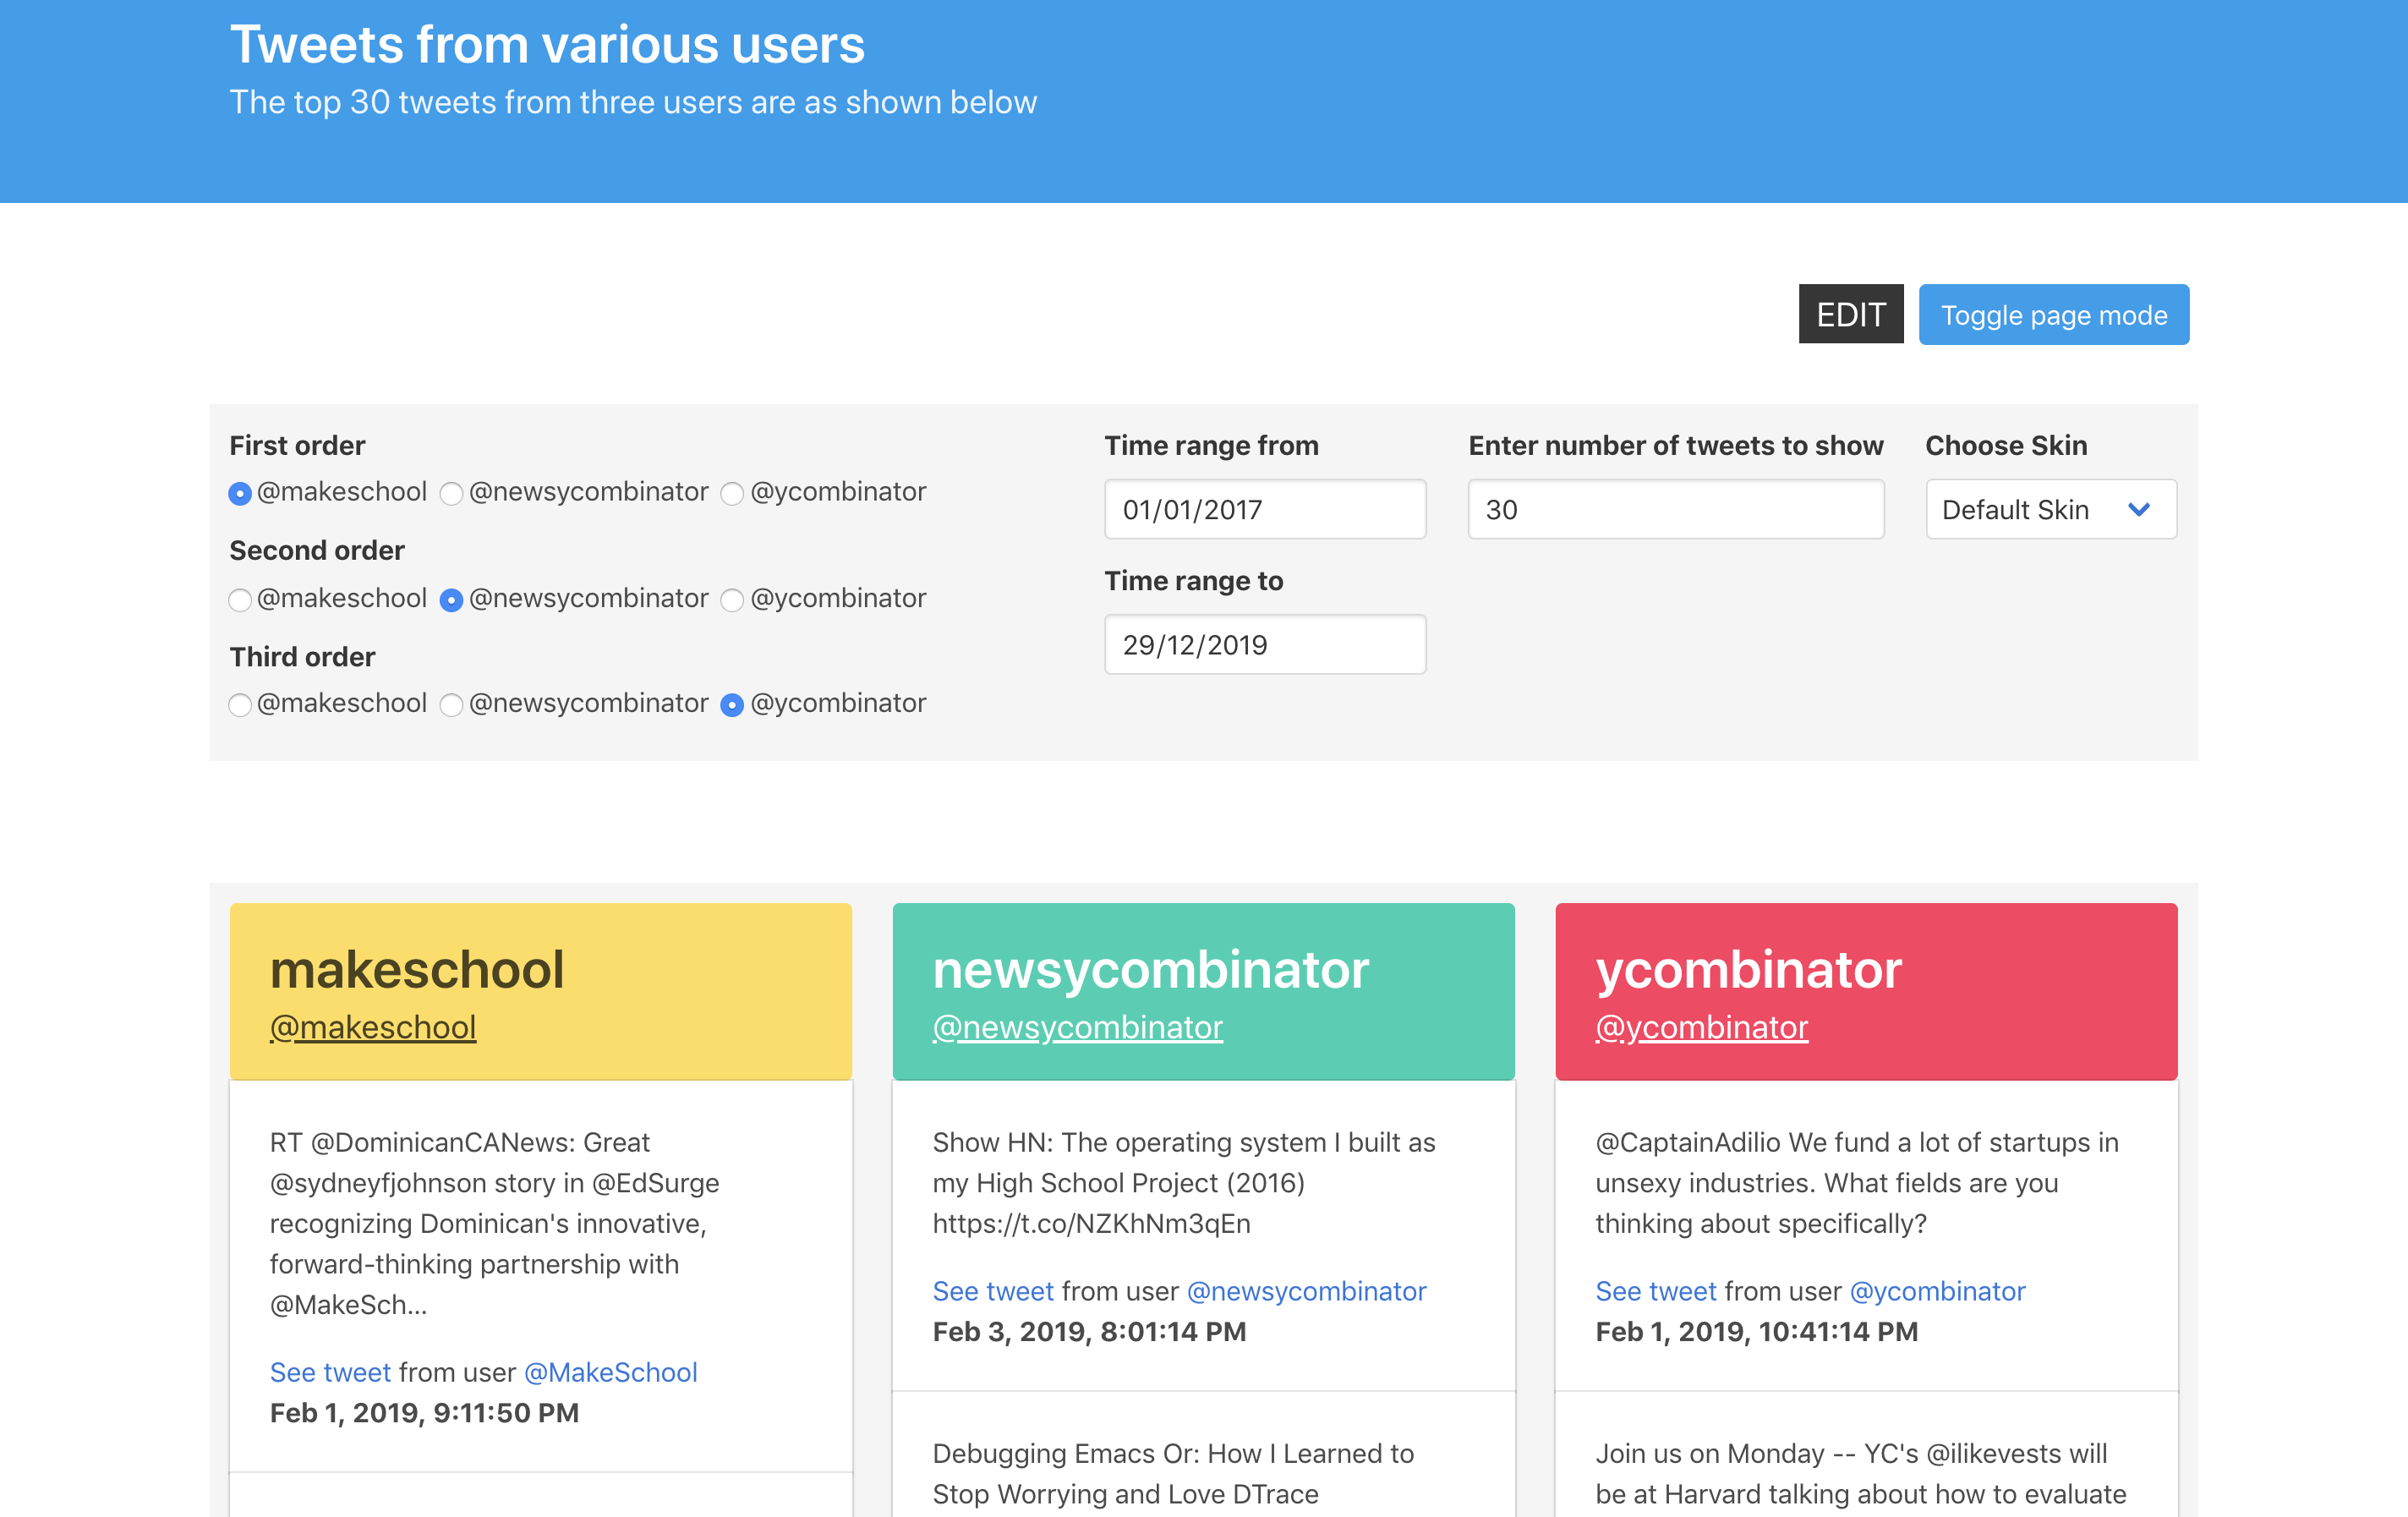 Tweets from various users
The top 30 tweets from three users are as shown below
EDIT
Toggle page mode
First order
@makeschool @newsycombinator @ycombinator
Second order
@makeschool @newsycombinator @ycombinator
Third order
@makeschool @newsycombinator @ycombinator
Time range from
01/01/2017
Time range to
29/12/2019
Enter number of tweets to show
30
Choose Skin
Default Skin
makeschool
@makeschool
RT @DominicanCANews: Great
@sydneyfjohnson story in @EdSurge
recognizing Dominican's innovative,
forward-thinking partnership with
@MakeSch...
See tweet from user @MakeSchool
Feb 1, 2019, 9:11:50 PM
newsycombinator
@newsycombinator
Show HN: The operating system I built as
my High School Project (2016)
https://t.co/NZKhNm3qEn
See tweet from user @newsycombinator
Feb 3, 2019, 8:01:14 PM
Debugging Emacs Or: How I Learned to
Stop Worrying and Love DTrace
ycombinator
@ycombinator
@CaptainAdilio We fund a lot of startups in
unsexy industries. What fields are you
thinking about specifically?
See tweet from user @ycombinator
Feb 1, 2019, 10:41:14 PM
Join us on Monday -- YC's @ilikevests will
be at Harvard talking about how to evaluate